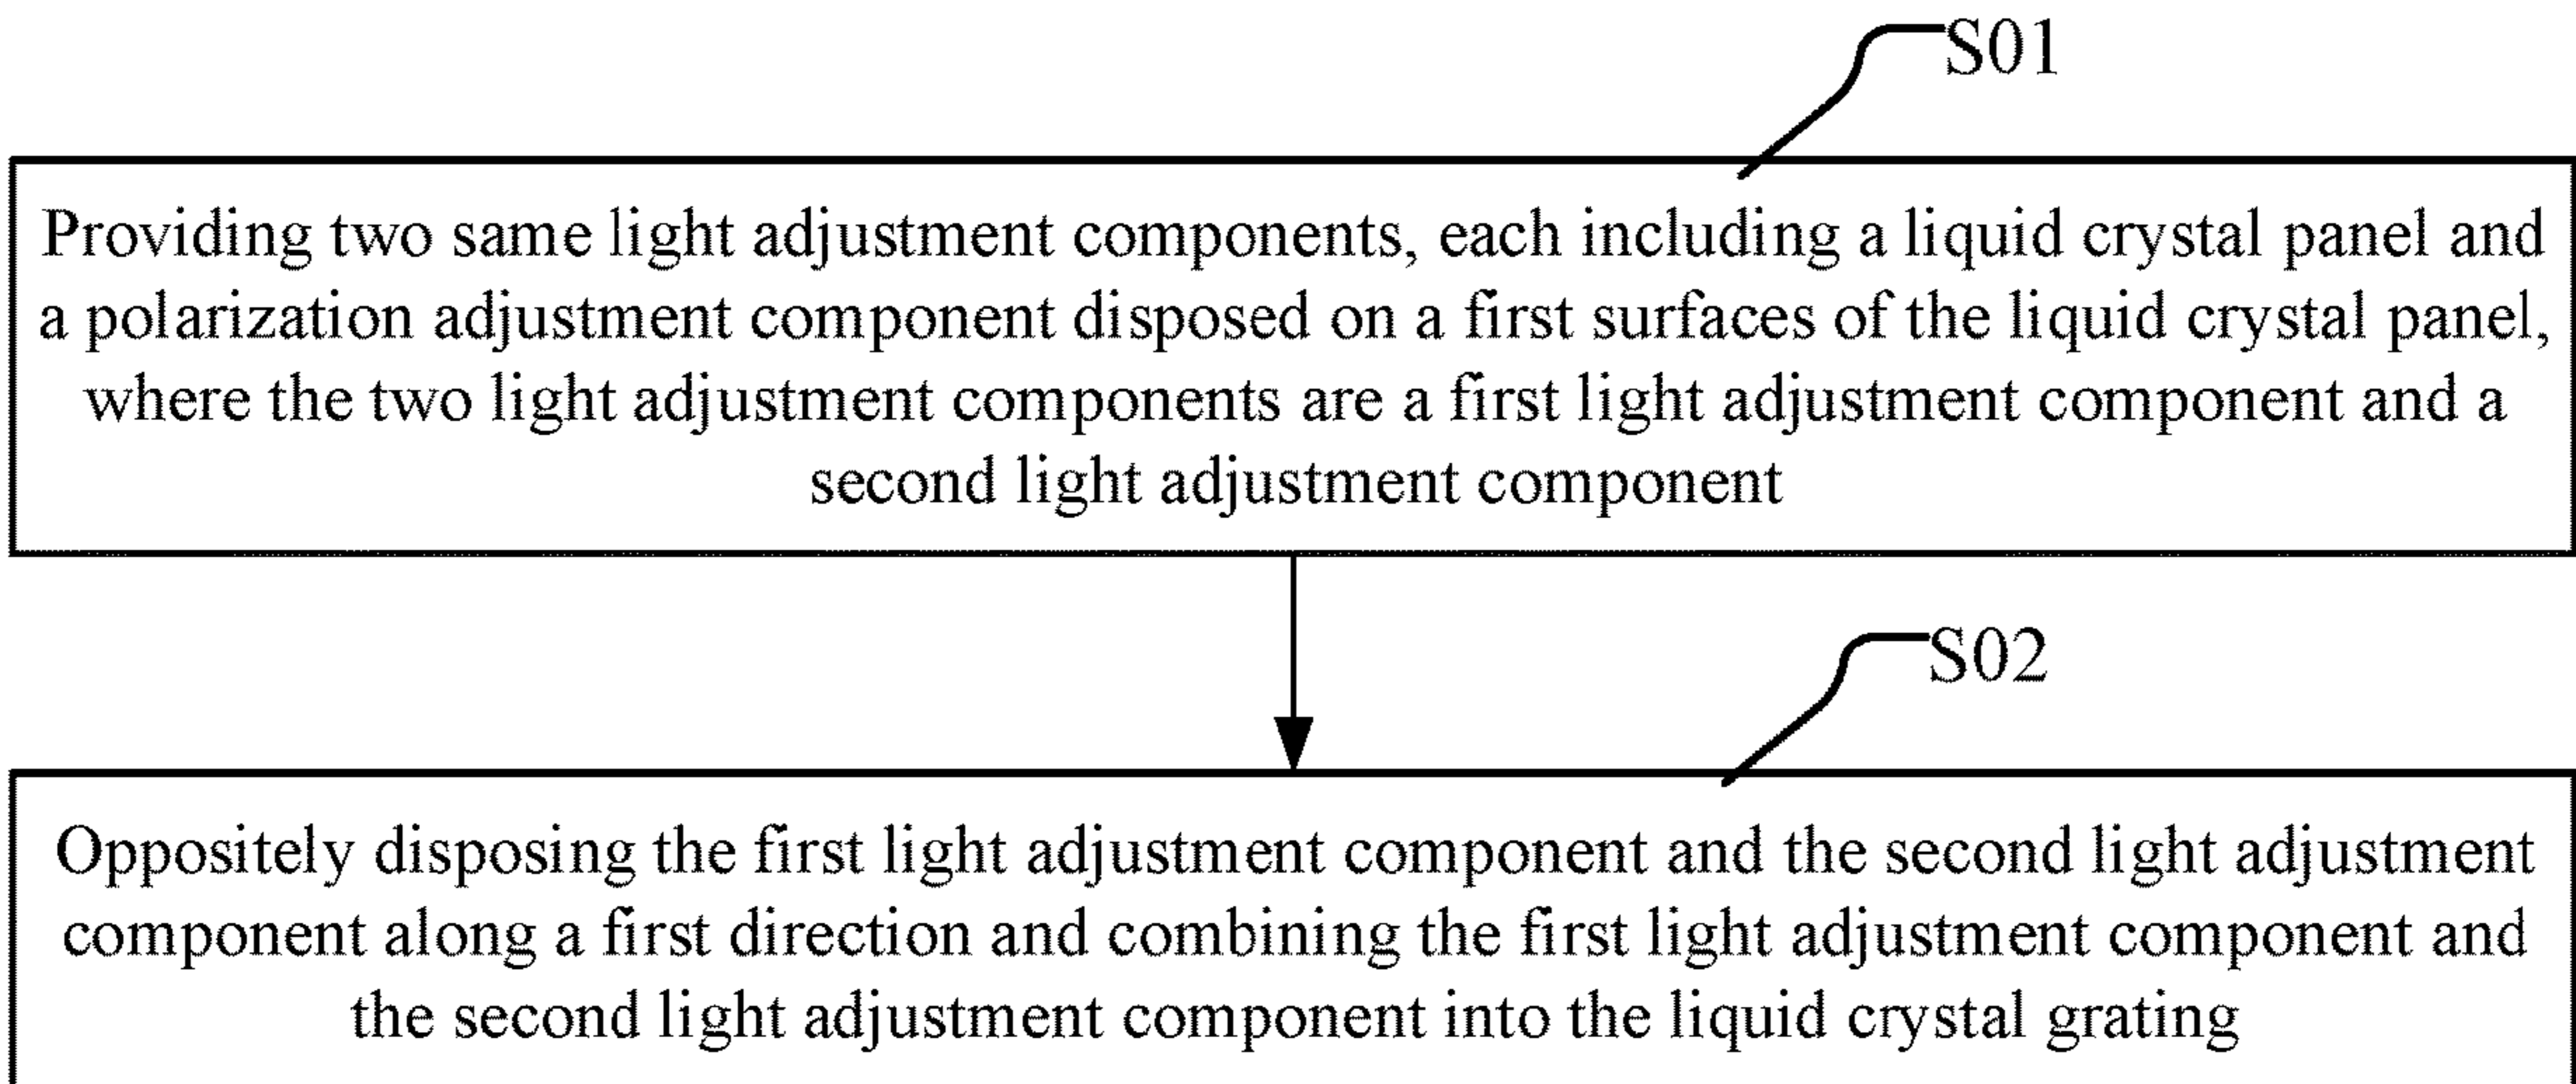 S01
Providing two same light adjustment components, each including a liquid crystal panel and
a polarization adjustment component disposed on a first surfaces of the liquid crystal panel,
where the two light adjustment components are a first light adjustment component and a
second light adjustment component
S02
Oppositely disposing the first light adjustment component and the second light adjustment
component along a first direction and combining the first light adjustment component and
the second light adjustment component into the liquid crystal grating